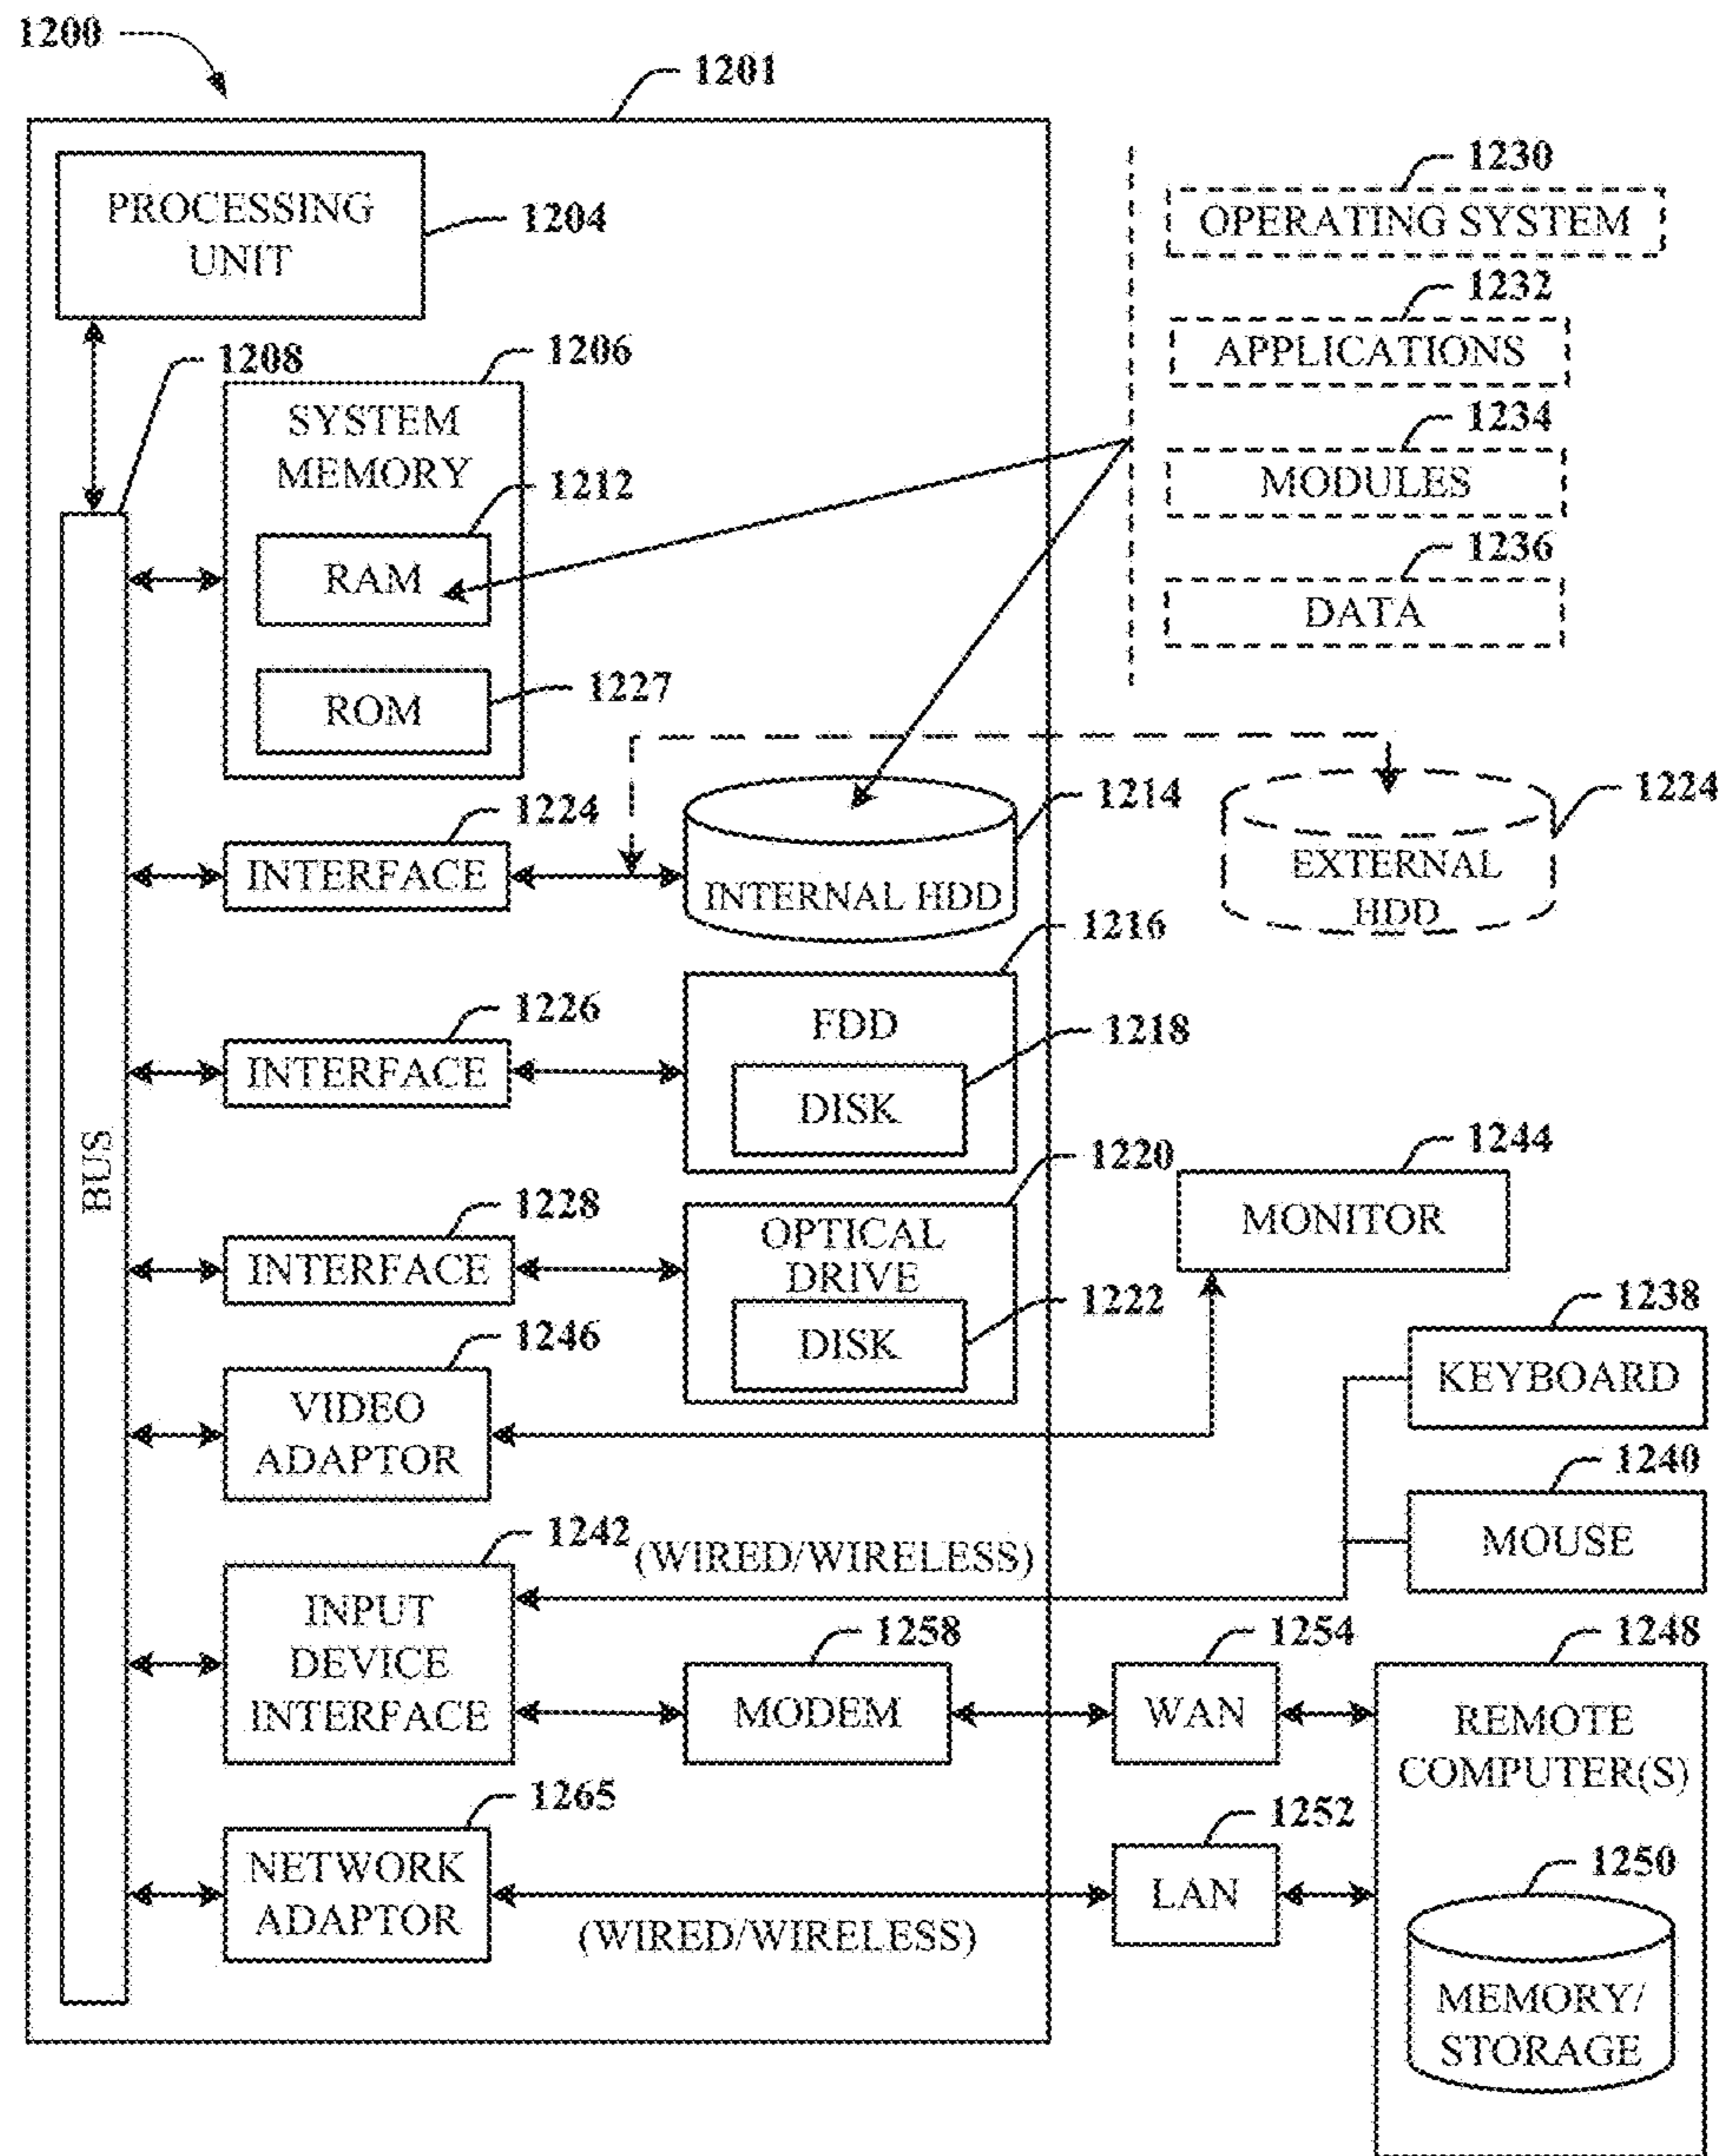 1200
1201
PROCESSING
UNIT
1204
1230
OPERATING SYSTEM
1232
APPLICATIONS
1234
MODULES
1236
DATA
1208
1206
SYSTEM
MEMORY
1212
RAM
1227
ROM
1224
INTERFACE
1214
INTERNAL HDD
1224
EXTERNAL
HDD
1216
1226
INTERFACE
FDD
1218
DISK
BUS
1228
INTERFACE
1220
OPTICAL
DRIVE
1222
DISK
1244
MONITOR
1238
KEYBOARD
1246
VIDEO
ADAPTOR
1240
MOUSE
1242
(WIRED/WIRELESS)
INPUT
DEVICE
INTERFACE
1258
MODEM
1254
WAN
1248
REMOTE
COMPUTER(S)
1265
NETWORK
ADAPTOR
(WIRED/WIRELESS)
1252
LAN
1250
MEMORY/
STORAGE